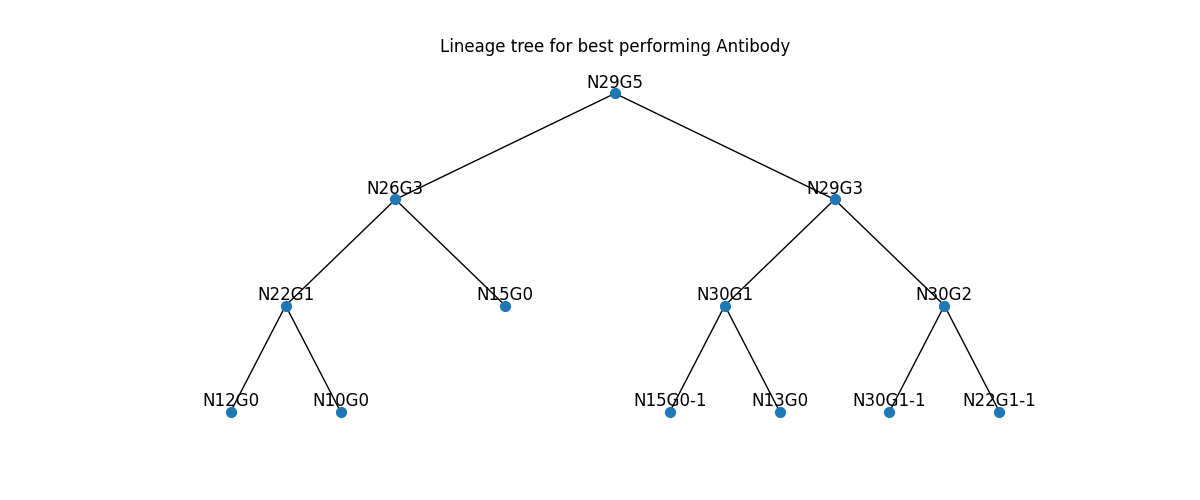 Lineage tree for best performing Antibody
N29G5
N26G3
N29G3
N22G1
N15G0
N30G1
N30G2
N12G0
N10G0
N15G0-1
N13G0
N30G1-1
N22G1-1